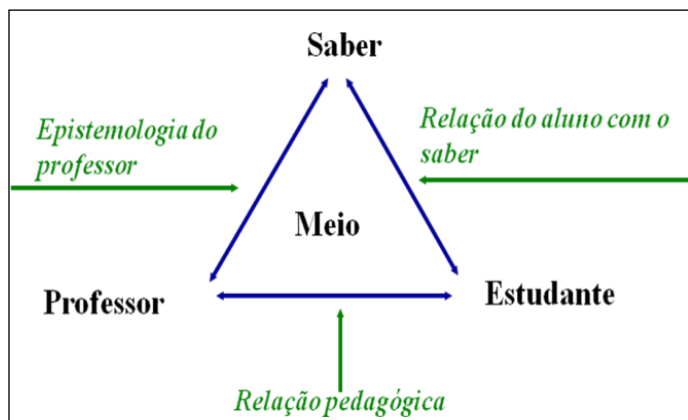 Saber
Epistemologia do
professor
Relação do aluno com o
saber
Meio
Professor
Estudante
Relação pedagógica